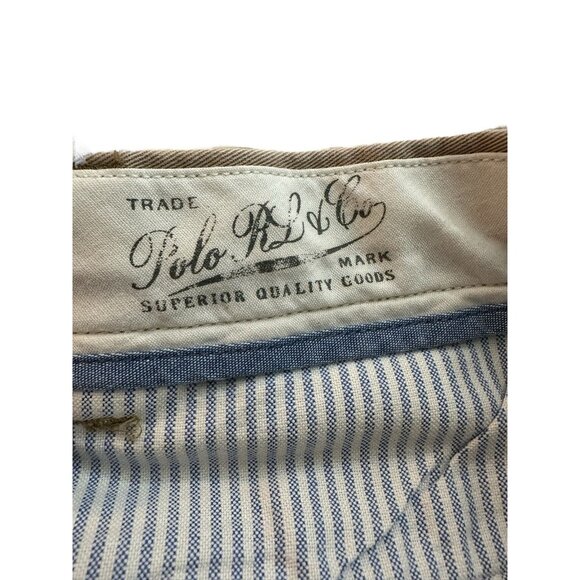 TRADE
Polo RL & Co
MARK
SUPERIOR QUALITY GOODS